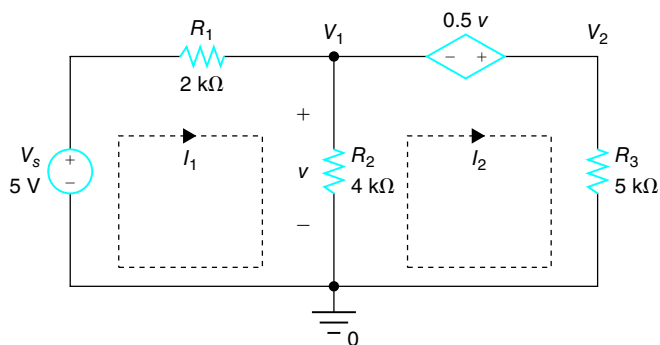 R1 V1 0.5 v V2
2 kΩ
− +
+
Vs
5 V
+
−
I1
v
R2
4 kΩ
I2
R3
5 kΩ
−
0